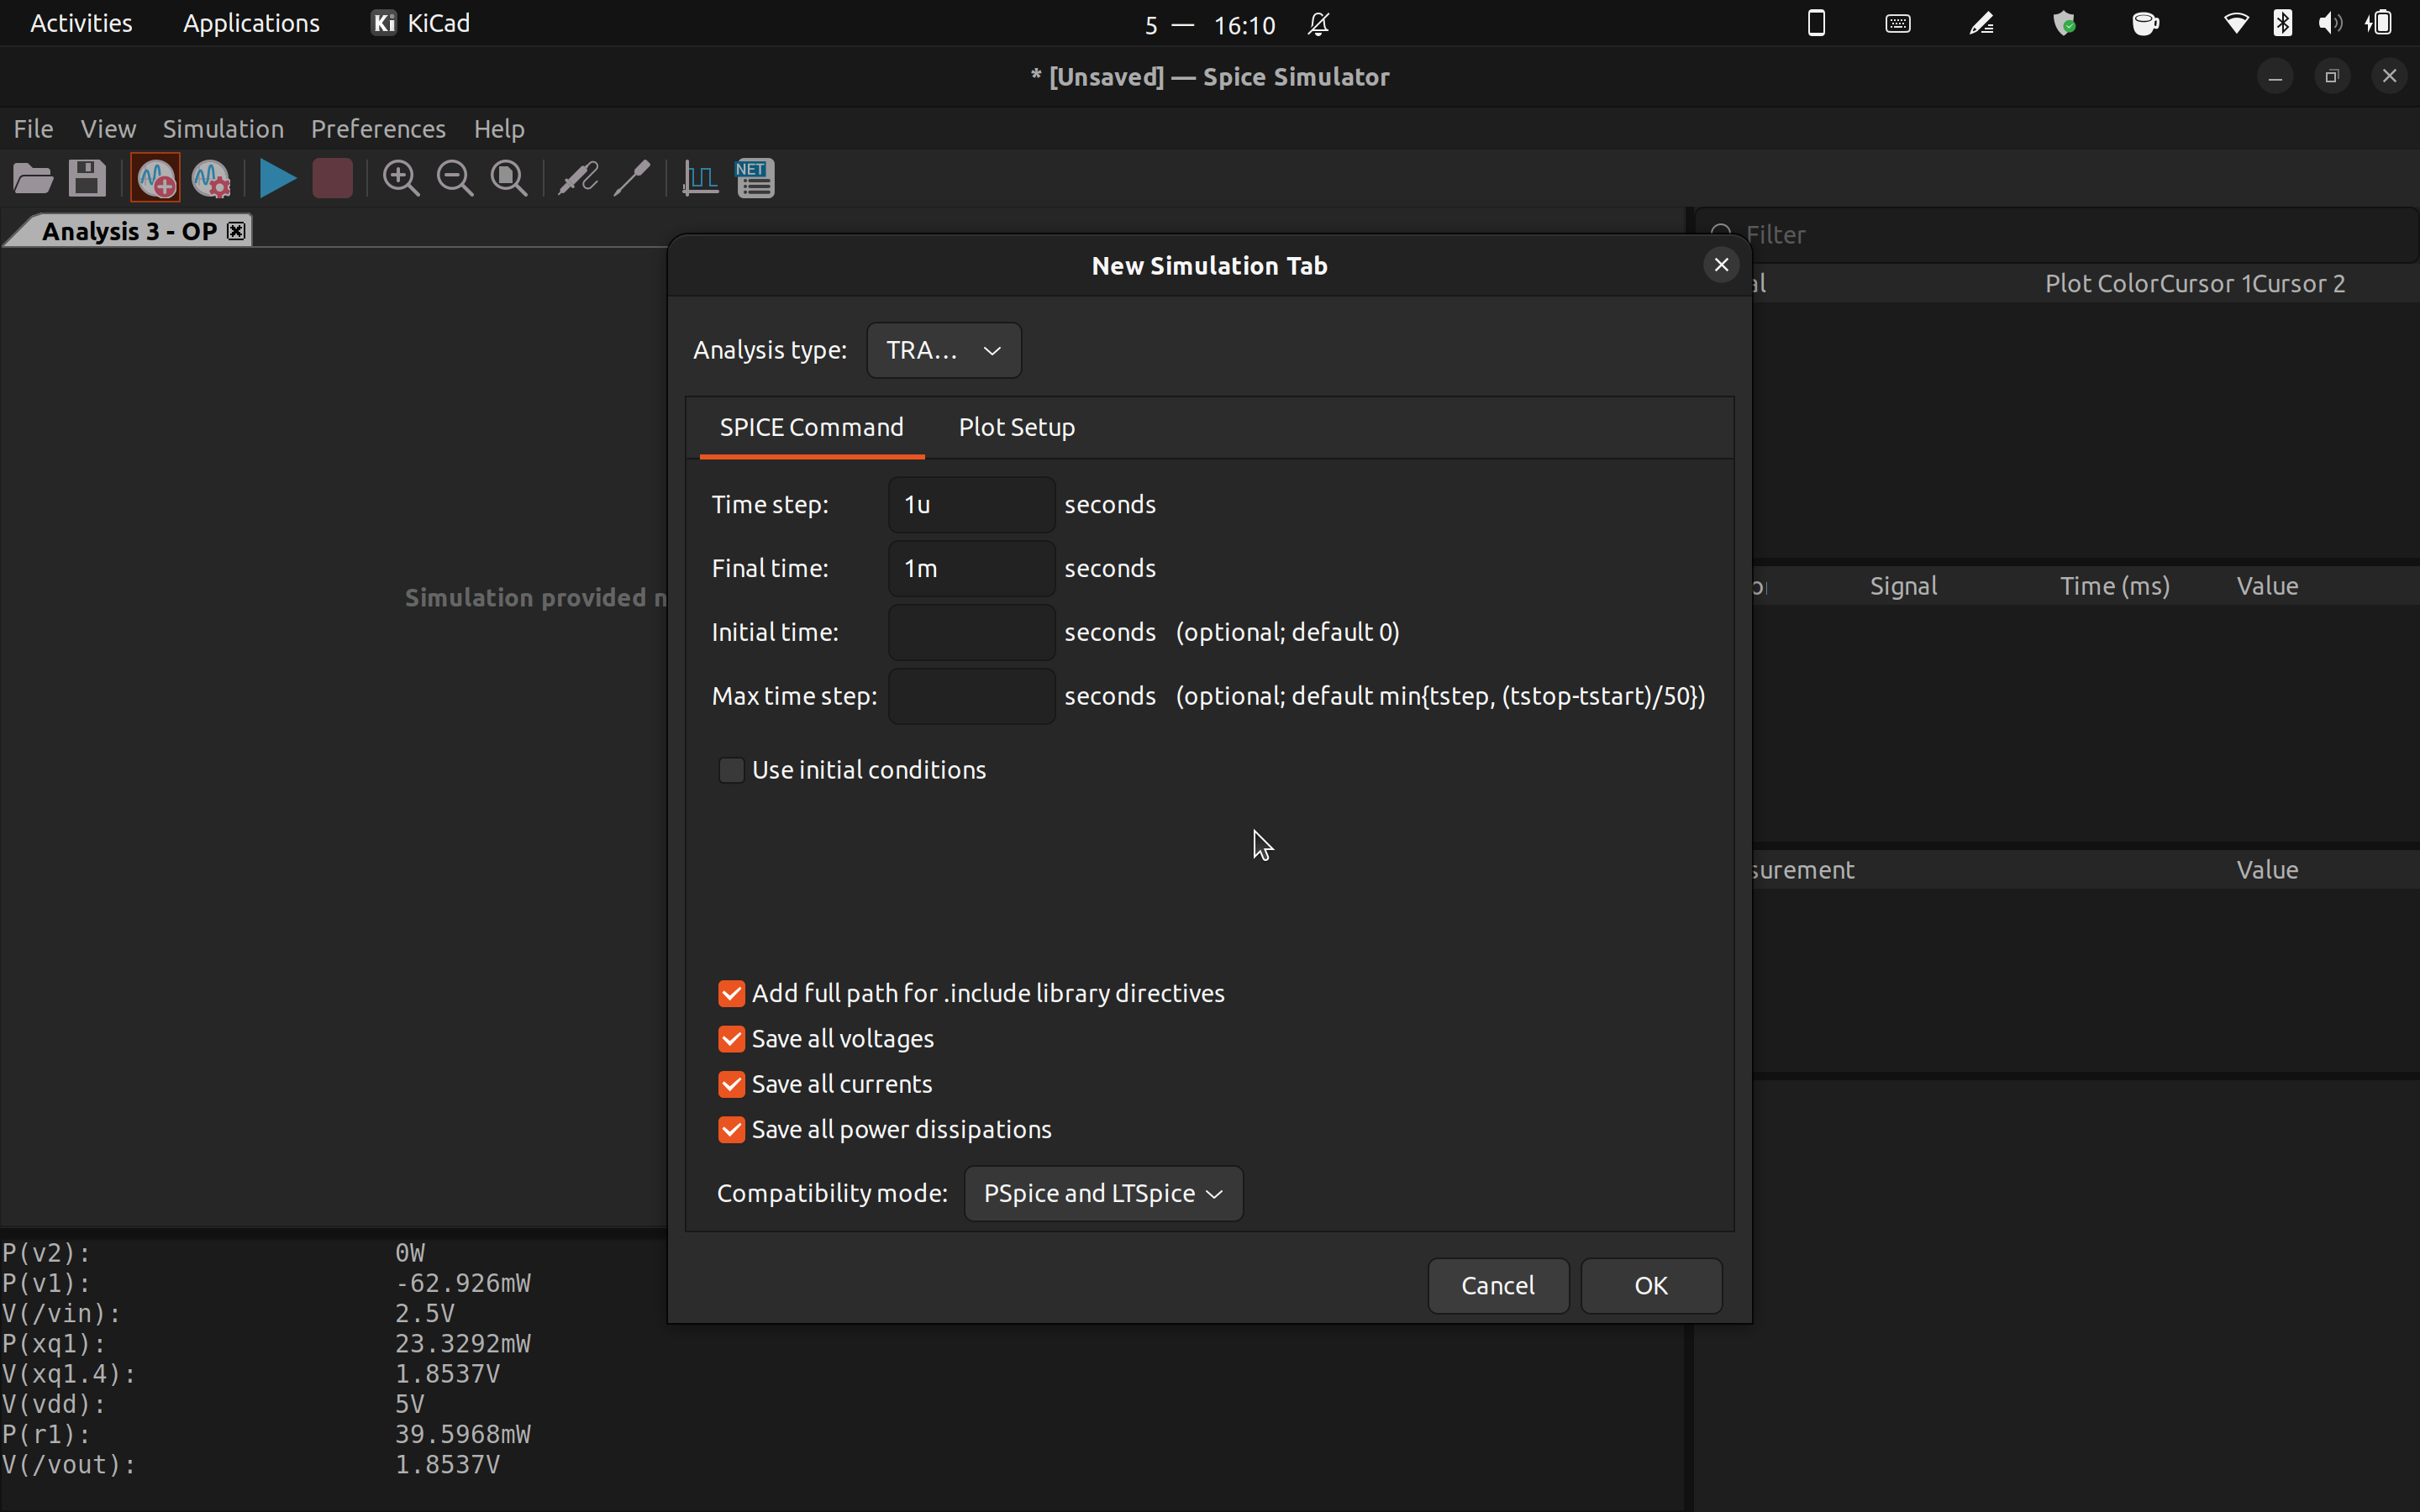 Activities Applications KiCad 5 — 16:10
* [Unsaved] — Spice Simulator
File View Simulation Preferences Help
NET
Analysis 3 - OP
Filter
Plot Color Cursor 1 Cursor 2
Simulation provided
Signal Time (ms) Value
Value
New Simulation Tab
Analysis type: TRA...
SPICE Command Plot Setup
Time step: 1u seconds
Final time: 1m seconds
Initial time: seconds (optional; default 0)
Max time step: seconds (optional; default min{tstep, (tstop-tstart)/50})
Use initial conditions
Add full path for .include library directives
Save all voltages
Save all currents
Save all power dissipations
Compatibility mode: PSpice and LTSpice
Cancel OK
P(v2): 0W
P(v1): -62.926mW
V(/vin): 2.5V
P(xq1): 23.3292mW
V(xq1.4): 1.8537V
V(vdd): 5V
P(r1): 39.5968mW
V(/vout): 1.8537V